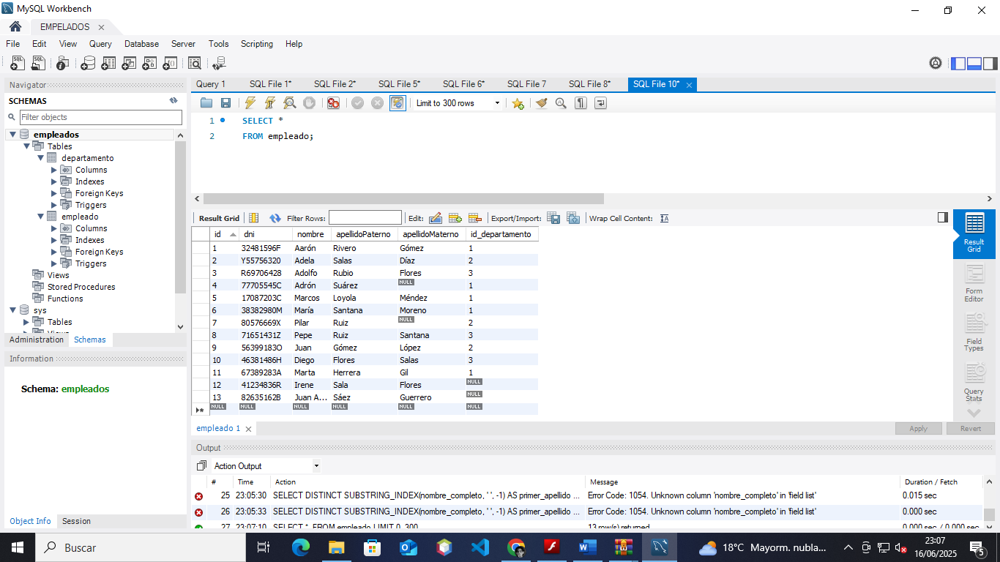 MySQL Workbench
EMPELADOS
File Edit View Query Database Server Tools Scripting Help
Navigator
SCHEMAS
Filter objects
empleados
Tables
departamento
Columns
Indexes
Foreign Keys
Triggers
empleado
Columns
Indexes
Foreign Keys
Triggers
Views
Stored Procedures
Functions
sys
Tables
Views
Administration Schemas
Information
Schema: empleados
Object Info Session
Query 1 SQL File 1* SQL File 2* SQL File 5* SQL File 6* SQL File 7 SQL File 8* SQL File 10*
Limit to 300 rows
1 SELECT *
2 FROM empleado;
Result Grid Filter Rows: Edit: Export/Import: Wrap Cell Content:
id dni nombre apellidoPaterno apellidoMaterno id_departamento
1 32481596F Aarón Rivero Gómez 1
2 Y5575632O Adela Salas Díaz 2
3 R6970642B Adolfo Rubio Flores 3
4 77705545C Adrón Suárez NULL 1
5 17087203C Marcos Loyola Méndez 1
6 38382980M María Santana Moreno 1
7 80576669X Pilar Ruiz NULL 2
8 71651431Z Pepe Ruiz Santana 3
9 56399183O Juan Gómez López 2
10 46381486H Diego Flores Salas 3
11 67389283A Marta Herrera Gil 1
12 41234836R Irene Sala Flores NULL
13 82635162B Juan A... Sáez Guerrero NULL
NULL NULL NULL NULL NULL NULL
Result Grid
Form Editor
Field Types
Query Stats
empleado 1
Apply Revert
Output
Action Output
# Time Action Message Duration / Fetch
25 23:05:30 SELECT DISTINCT SUBSTRING_INDEX(nombre_completo, ' ', -1) AS primer_apellido ... Error Code: 1054. Unknown column 'nombre_completo' in 'field list' 0.015 sec
26 23:05:33 SELECT DISTINCT SUBSTRING_INDEX(nombre_completo, ' ', -1) AS primer_apellido ... Error Code: 1054. Unknown column 'nombre_completo' in 'field list' 0.000 sec
27 23:07:10 SELECT * FROM empleado LIMIT 0, 300 13 row(s) returned 0.000 sec / 0.000 sec
Buscar
18°C Mayorm. nubla...
23:07
16/06/2025
5